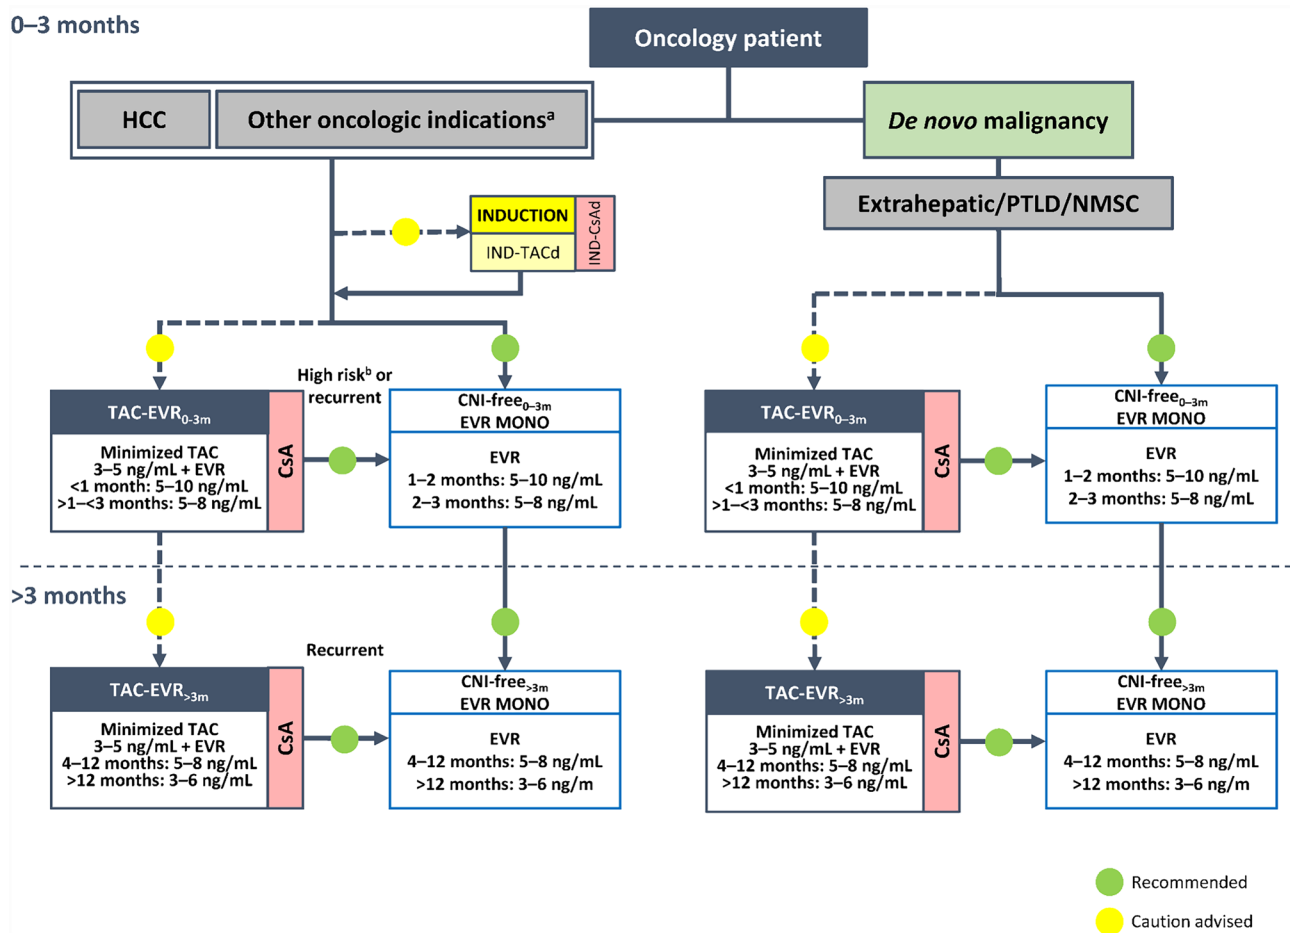 0–3 months
Oncology patient
HCC
Other oncologic indicationsᵃ
De novo malignancy
Extrahepatic/PTLD/NMSC
INDUCTION
IND-TACd
IND-CsAd
TAC-EVR0-3m
Minimized TAC
3–5 ng/mL + EVR
<1 month: 5–10 ng/mL
>1–<3 months: 5–8 ng/mL
CsA
High riskᵇ or
recurrent
CNI-free0–3m
EVR MONO
EVR
1–2 months: 5–10 ng/mL
2–3 months: 5–8 ng/mL
TAC-EVR0–3m
Minimized TAC
3–5 ng/mL + EVR
<1 month: 5–10 ng/mL
>1–<3 months: 5–8 ng/mL
CsA
CNI-free0–3m
EVR MONO
EVR
1–2 months: 5–10 ng/mL
2–3 months: 5–8 ng/mL
>3 months
TAC-EVR>3m
Minimized TAC
3–5 ng/mL + EVR
4–12 months: 5–8 ng/mL
>12 months: 3–6 ng/mL
CsA
Recurrent
CNI-free>3m
EVR MONO
EVR
4–12 months: 5–8 ng/mL
>12 months: 3–6 ng/m
TAC-EVR>3m
Minimized TAC
3–5 ng/mL + EVR
4–12 months: 5–8 ng/mL
>12 months: 3–6 ng/mL
CsA
CNI-free>3m
EVR MONO
EVR
4–12 months: 5–8 ng/mL
>12 months: 3–6 ng/m
Recommended
Caution advised